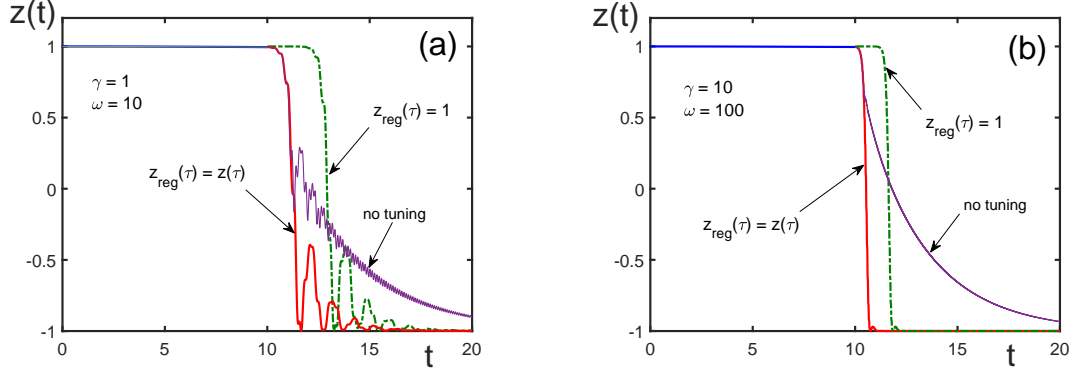 z(t)
(a)
γ = 1
ω = 10
z_reg(τ) = 1
z_reg(τ) = z(τ)
no tuning
1
0.5
0
-0.5
-1
0
5
10
15
20
t
z(t)
(b)
γ = 10
ω = 100
z_reg(τ) = 1
z_reg(τ) = z(τ)
no tuning
1
0.5
0
-0.5
-1
0
5
10
15
20
t